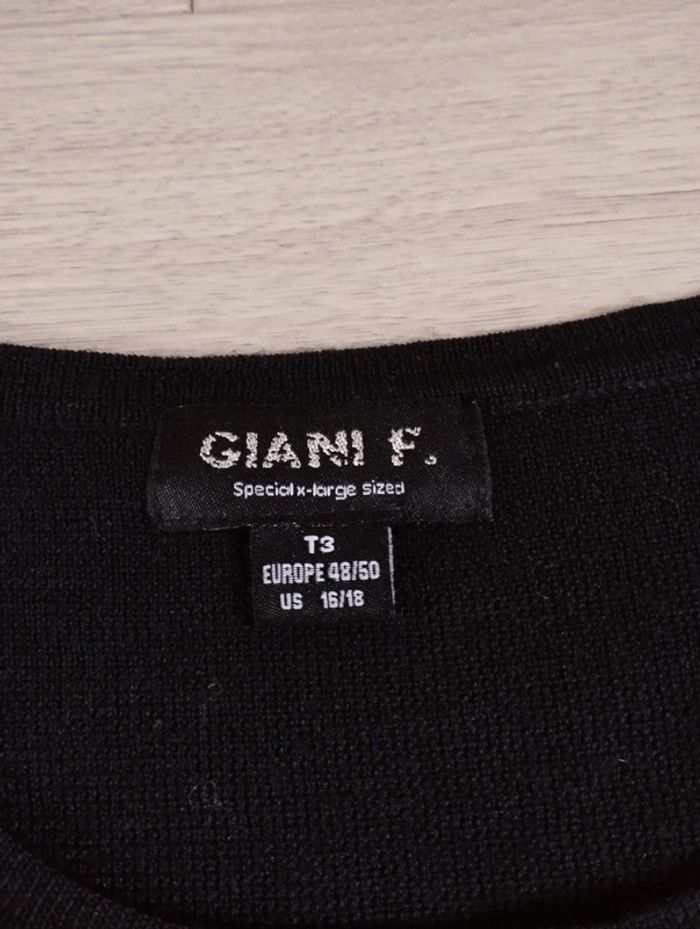 GIANI F.
Special x-large sized
T3
EUROPE 48/50
US 16/18